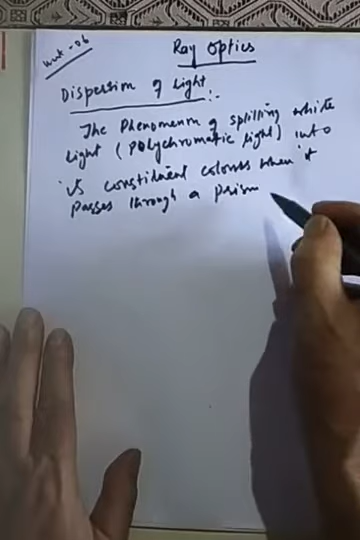 Unit - 06
Ray Optics
Dispersion of Light :-
The Phenomenon of splitting white
Light (Polychromatic light) into
its constituent colours when it
Passes through a prism